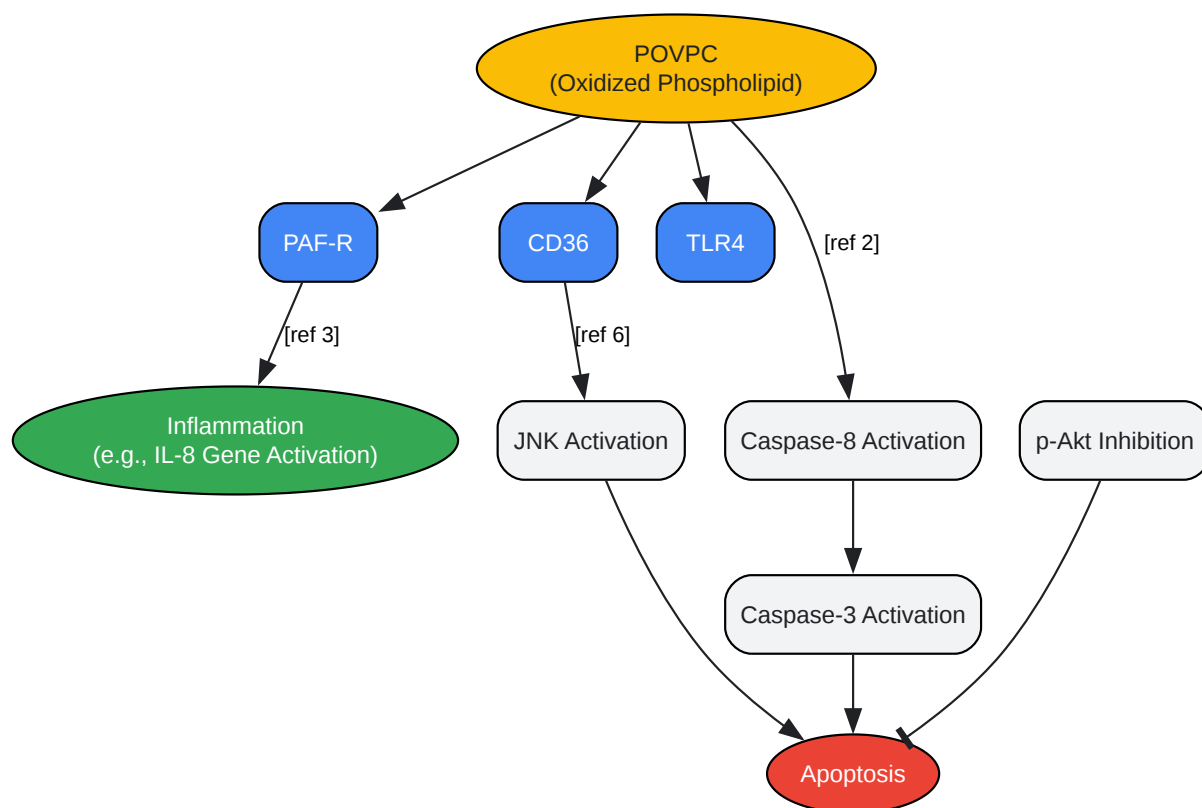 POVPC
(Oxidized Phospholipid)
PAF-R
CD36
TLR4
[ref 2]
[ref 3]
[ref 6]
Inflammation
(e.g., IL-8 Gene Activation)
JNK Activation
Caspase-8 Activation
p-Akt Inhibition
Caspase-3 Activation
Apoptosis